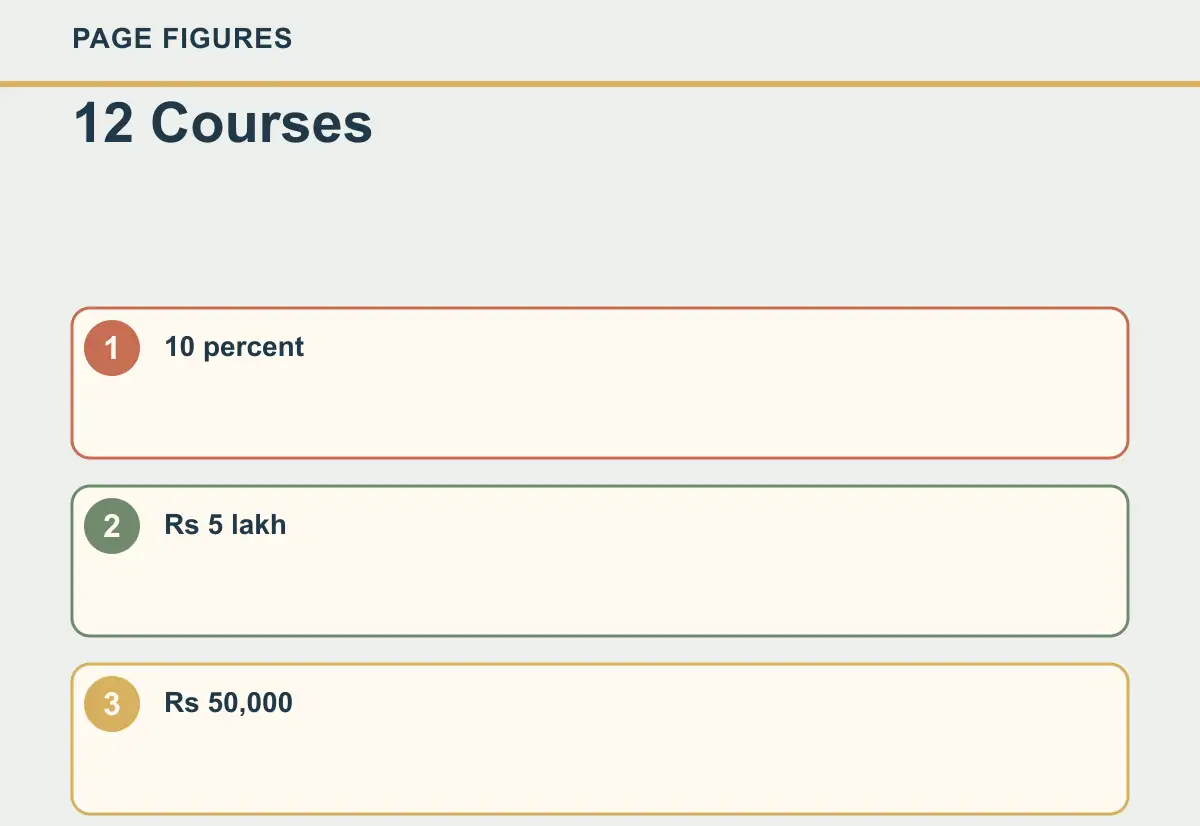 PAGE FIGURES
12 Courses
1 10 percent
2 Rs 5 lakh
3 Rs 50,000